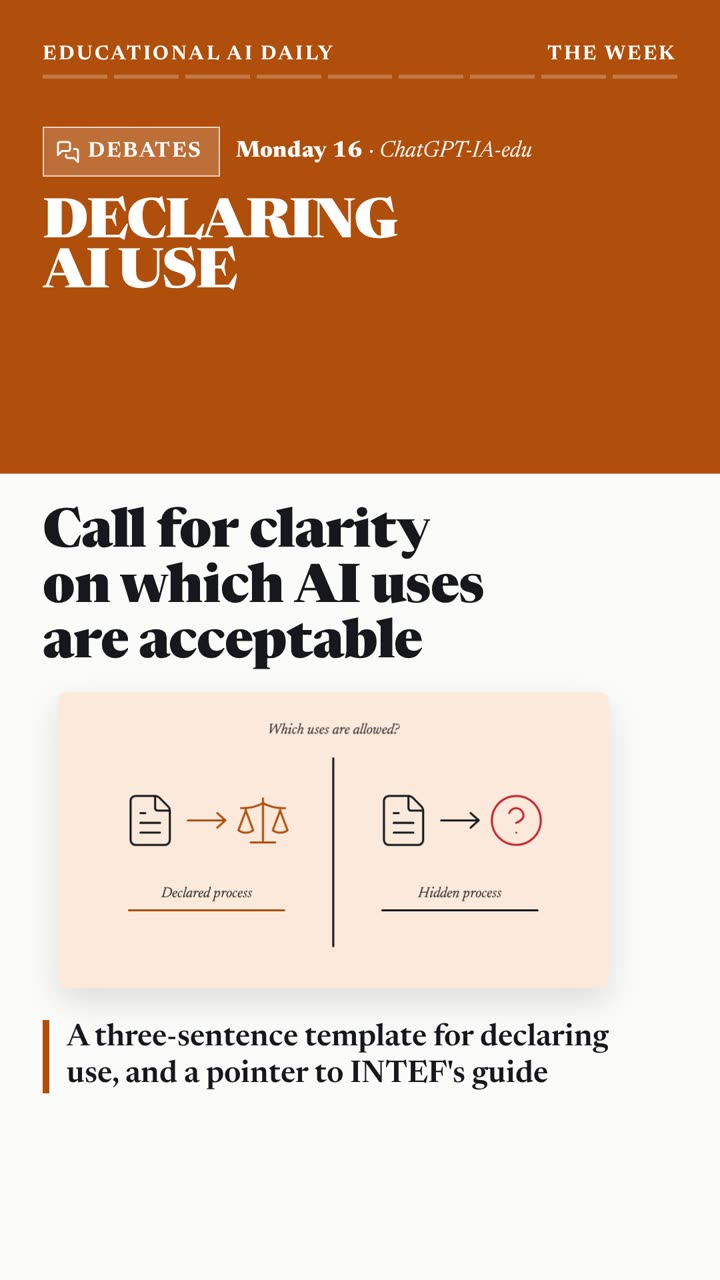 EDUCATIONAL AI DAILY
THE WEEK
DEBATES
Monday 16 · ChatGPT-IA-edu
DECLARING
AI USE
Call for clarity
on which AI uses
are acceptable
Which uses are allowed?
Declared process
Hidden process
A three-sentence template for declaring
use, and a pointer to INTEF's guide